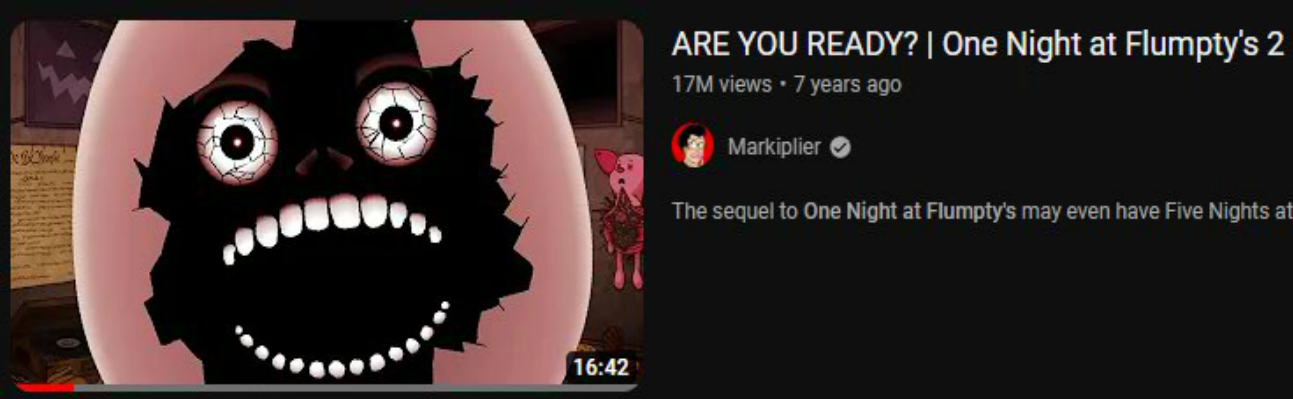 ARE YOU READY? | One Night at Flumpty's 2
17M views • 7 years ago
Markiplier
The sequel to One Night at Flumpty's may even have Five Nights at
16:42